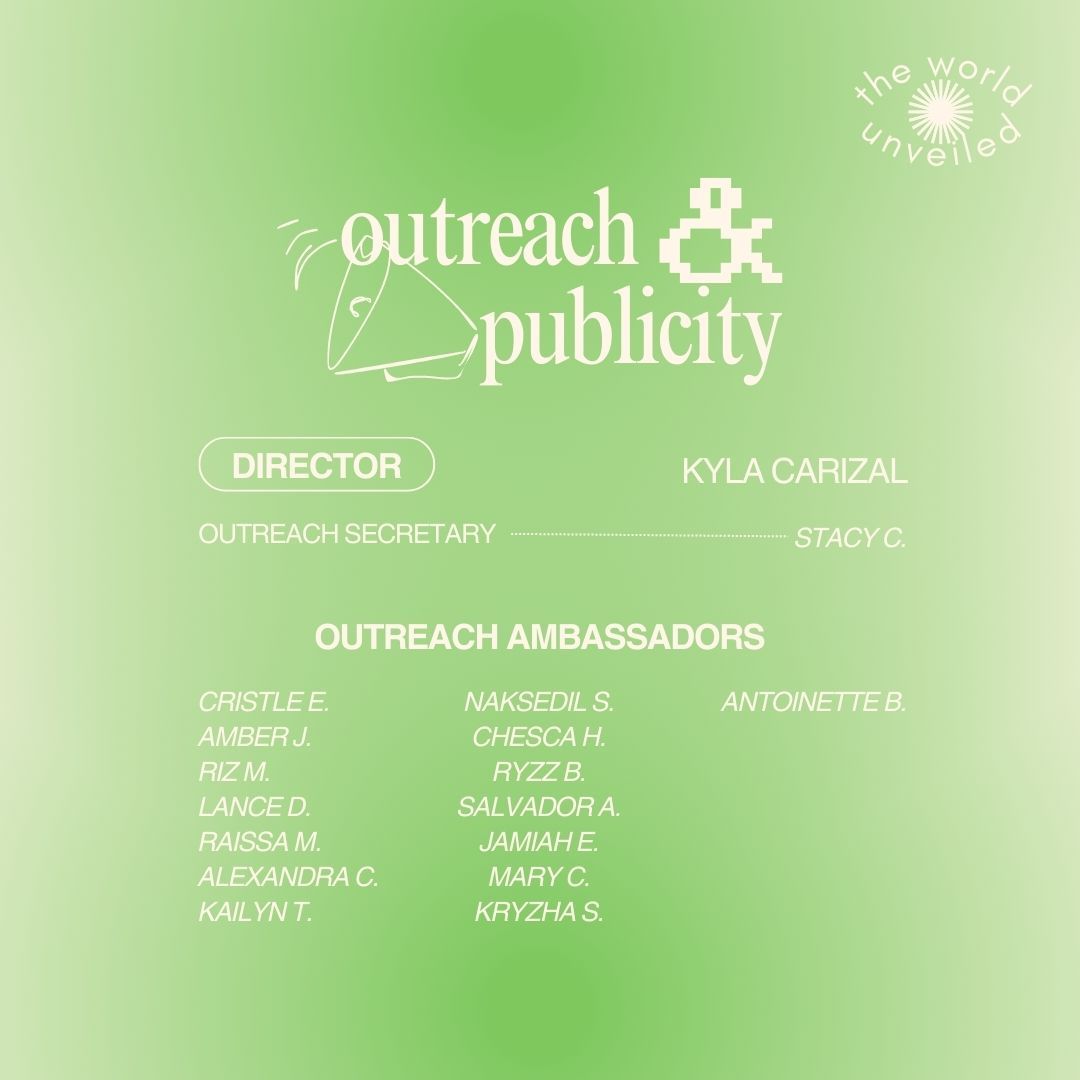 the world
unveiled
outreach &
publicity
DIRECTOR KYLA CARIZAL
OUTREACH SECRETARY STACY C.
OUTREACH AMBASSADORS
CRISTLE E. NAKSEDIL S. ANTOINETTE B.
AMBER J. CHESCA H.
RIZ M. RYZZ B.
LANCE D. SALVADOR A.
RAISSA M. JAMIAH E.
ALEXANDRA C. MARY C.
KAILYN T. KRYZHA S.